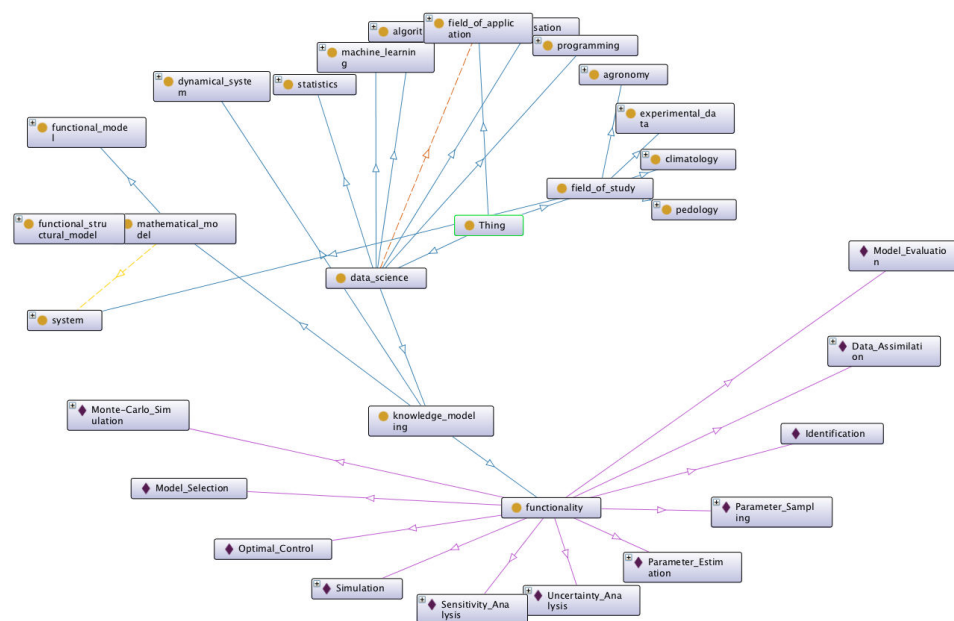 field_of_applic
ation
algorit
sation
machine_learnin
g
programming
dynamical_syste
m
statistics
agronomy
functional_mode
l
experimental_da
ta
climatology
field_of_study
pedology
functional_stru
ctural_model
mathematical_mo
del
Thing
Model_Evaluatio
n
data_science
system
Data_Assimilati
on
Monte-Carlo_Sim
ulation
knowledge_model
ing
Identification
Model_Selection
functionality
Parameter_Sampl
ing
Optimal_Control
Parameter_Estim
ation
Simulation
Sensitivity_Ana
lysis
Uncertainty_Ana
lysis